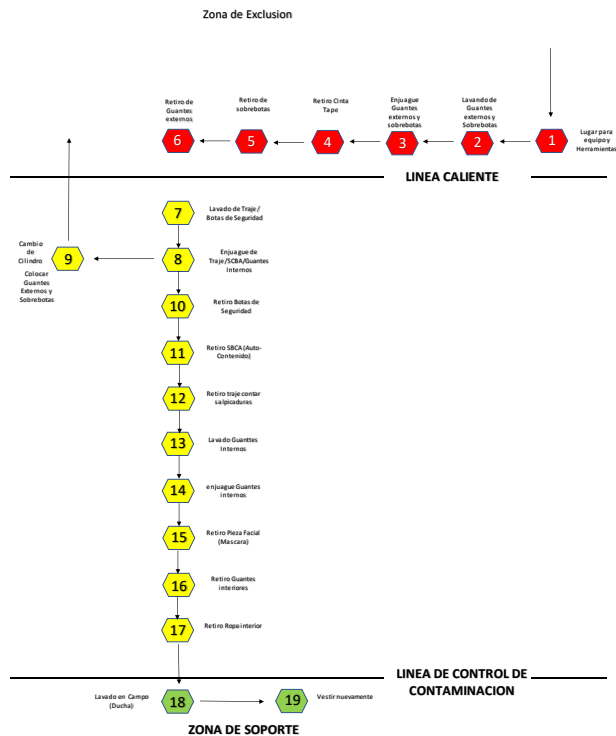 Zona de Exclusion
Retiro de
Guantes
externos
Retiro de
sobrebotas
Retiro Cinta
Tape
Enjuague
Guantes
externos y
sobrebotas
Lavando de
Guantes
externos y
Sobrebotas
6
5
4
3
2
1
Lugar para
equipo y
Herramientas
LINEA CALIENTE
7
Lavado de Traje/
Botas de Seguridad
Cambio
de
Cilindro
9
Colocar
Guantes
Externos y
Sobrebotas
8
Enjuague de
Traje/SCBA/Guantes
Internos
10
Retiro Botas de
Seguridad
11
Retiro SBCA (Auto-
Contenido)
12
Retiro traje contar
salpicaduras
13
Lavado Guanttes
Internos
14
enjuague Guantes
internos
15
Retiro Pieza Facial
(Mascara)
16
Retiro Guantes
interiores
17
Retiro Ropa interior
LINEA DE CONTROL DE
CONTAMINACION
Lavado en Campo
(Ducha)
18
19
Vestir nuevamente
ZONA DE SOPORTE